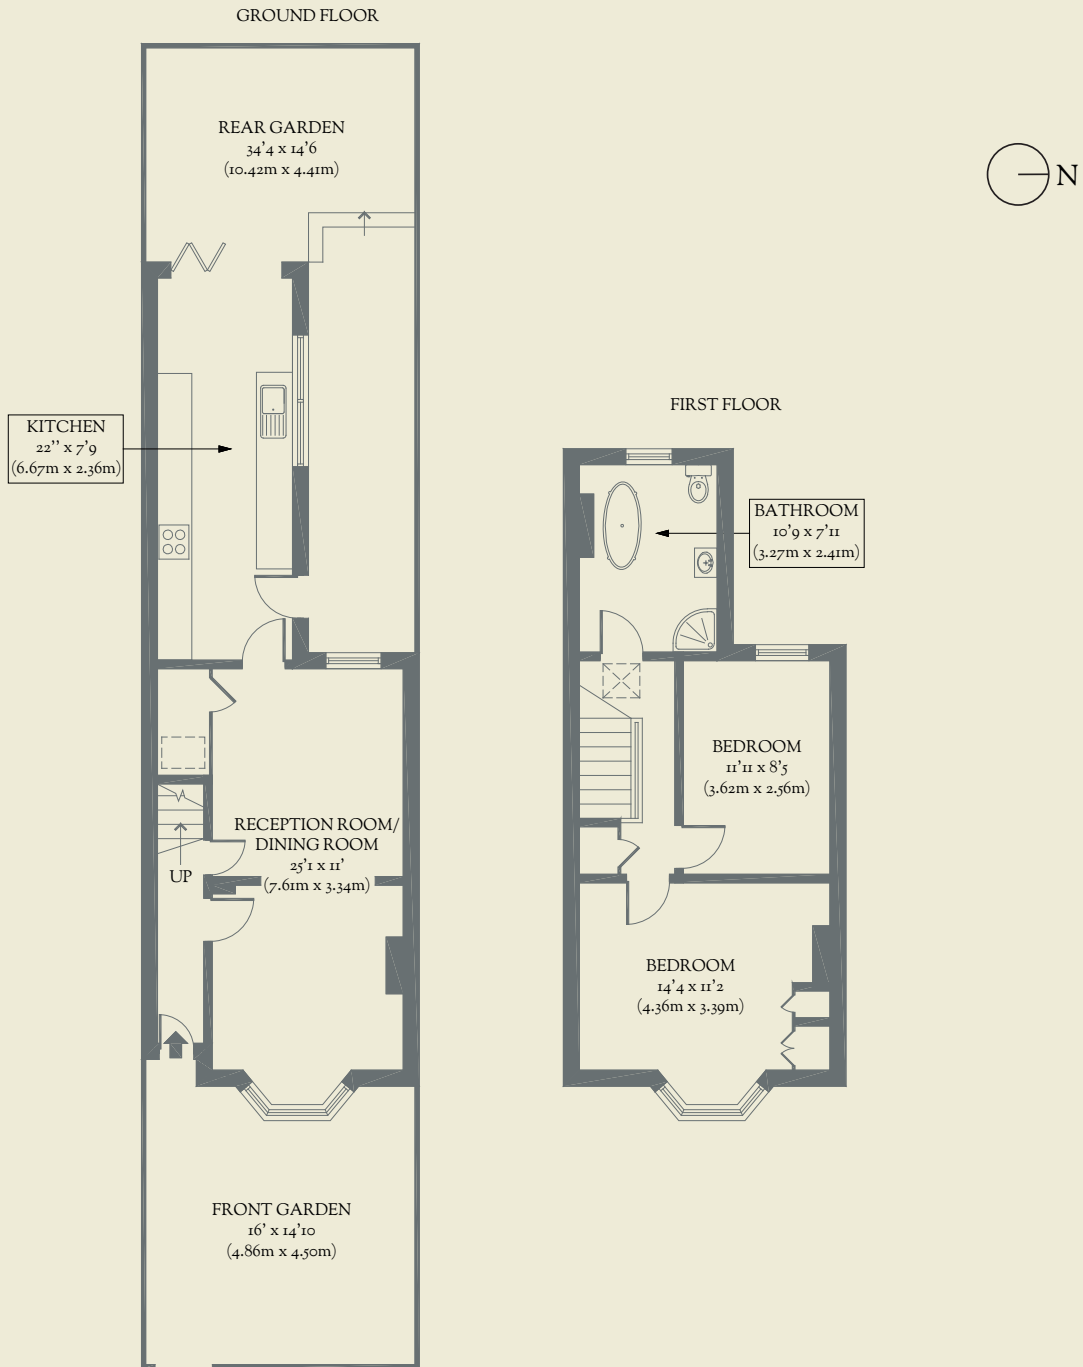 GROUND FLOOR
REAR GARDEN
34'4 x 14'6
(10.42m x 4.41m)
N
KITCHEN
22'' x 7'9
(6.67m x 2.36m)
FIRST FLOOR
BATHROOM
10'9 x 7'11
(3.27m x 2.41m)
BEDROOM
11'11 x 8'5
(3.62m x 2.56m)
RECEPTION ROOM/
DINING ROOM
25'1 x 11'
(7.61m x 3.34m)
UP
BEDROOM
14'4 x 11'2
(4.36m x 3.39m)
FRONT GARDEN
16' x 14'10
(4.86m x 4.50m)